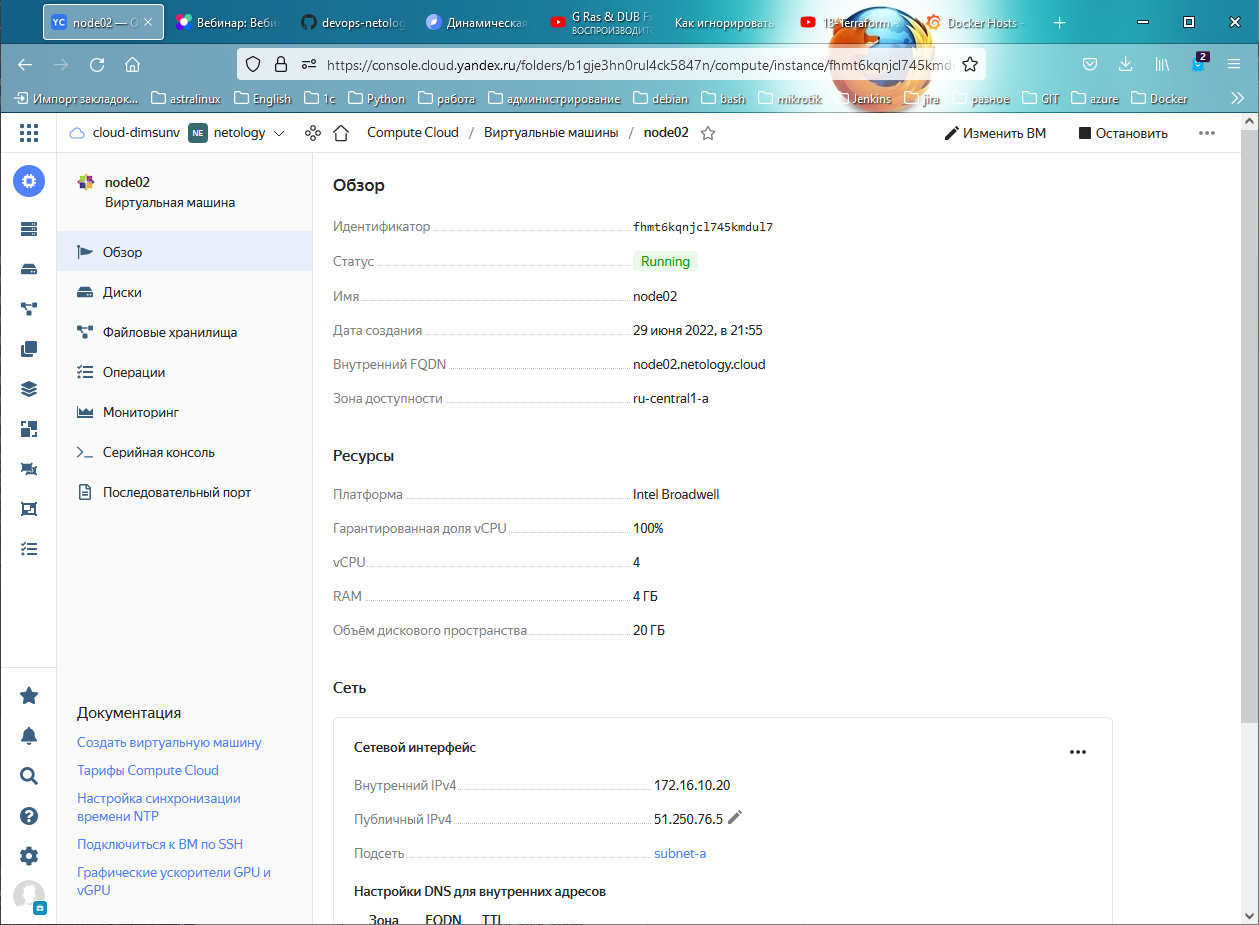 YC node02 — О
Вебинар: Веби
devops-netolog
Динамическая
G Ras & DUB Fx
ВОСПРОИЗВОДИТС
Как игнорировать
18-Terraform
Docker Hosts -
https://console.cloud.yandex.ru/folders/b1gje3hn0rul4ck5847n/compute/instance/fhmt6kqnjcl745kmd
2
Импорт закладок...
astralinux
English
1c
Python
работа
администрирование
debian
bash
mikrotik
Jenkins
jira
разное
GIT
azure
Docker
cloud-dimsunv NE netology
Compute Cloud / Виртуальные машины / node02
Изменить ВМ
Остановить
node02
Виртуальная машина
Обзор
Диски
Файловые хранилища
Операции
Мониторинг
Серийная консоль
Последовательный порт
Документация
Создать виртуальную машину
Тарифы Compute Cloud
Настройка синхронизации
времени NTP
Подключиться к ВМ по SSH
Графические ускорители GPU и
vGPU
Обзор
Идентификатор fhmt6kqnjcl745kmdul7
Статус Running
Имя node02
Дата создания 29 июня 2022, в 21:55
Внутренний FQDN node02.netology.cloud
Зона доступности ru-central1-a
Ресурсы
Платформа Intel Broadwell
Гарантированная доля vCPU 100%
vCPU 4
RAM 4 ГБ
Объём дискового пространства 20 ГБ
Сеть
Сетевой интерфейс
Внутренний IPv4 172.16.10.20
Публичный IPv4 51.250.76.5
Подсеть subnet-a
Настройки DNS для внутренних адресов
Зона FQDN TTL